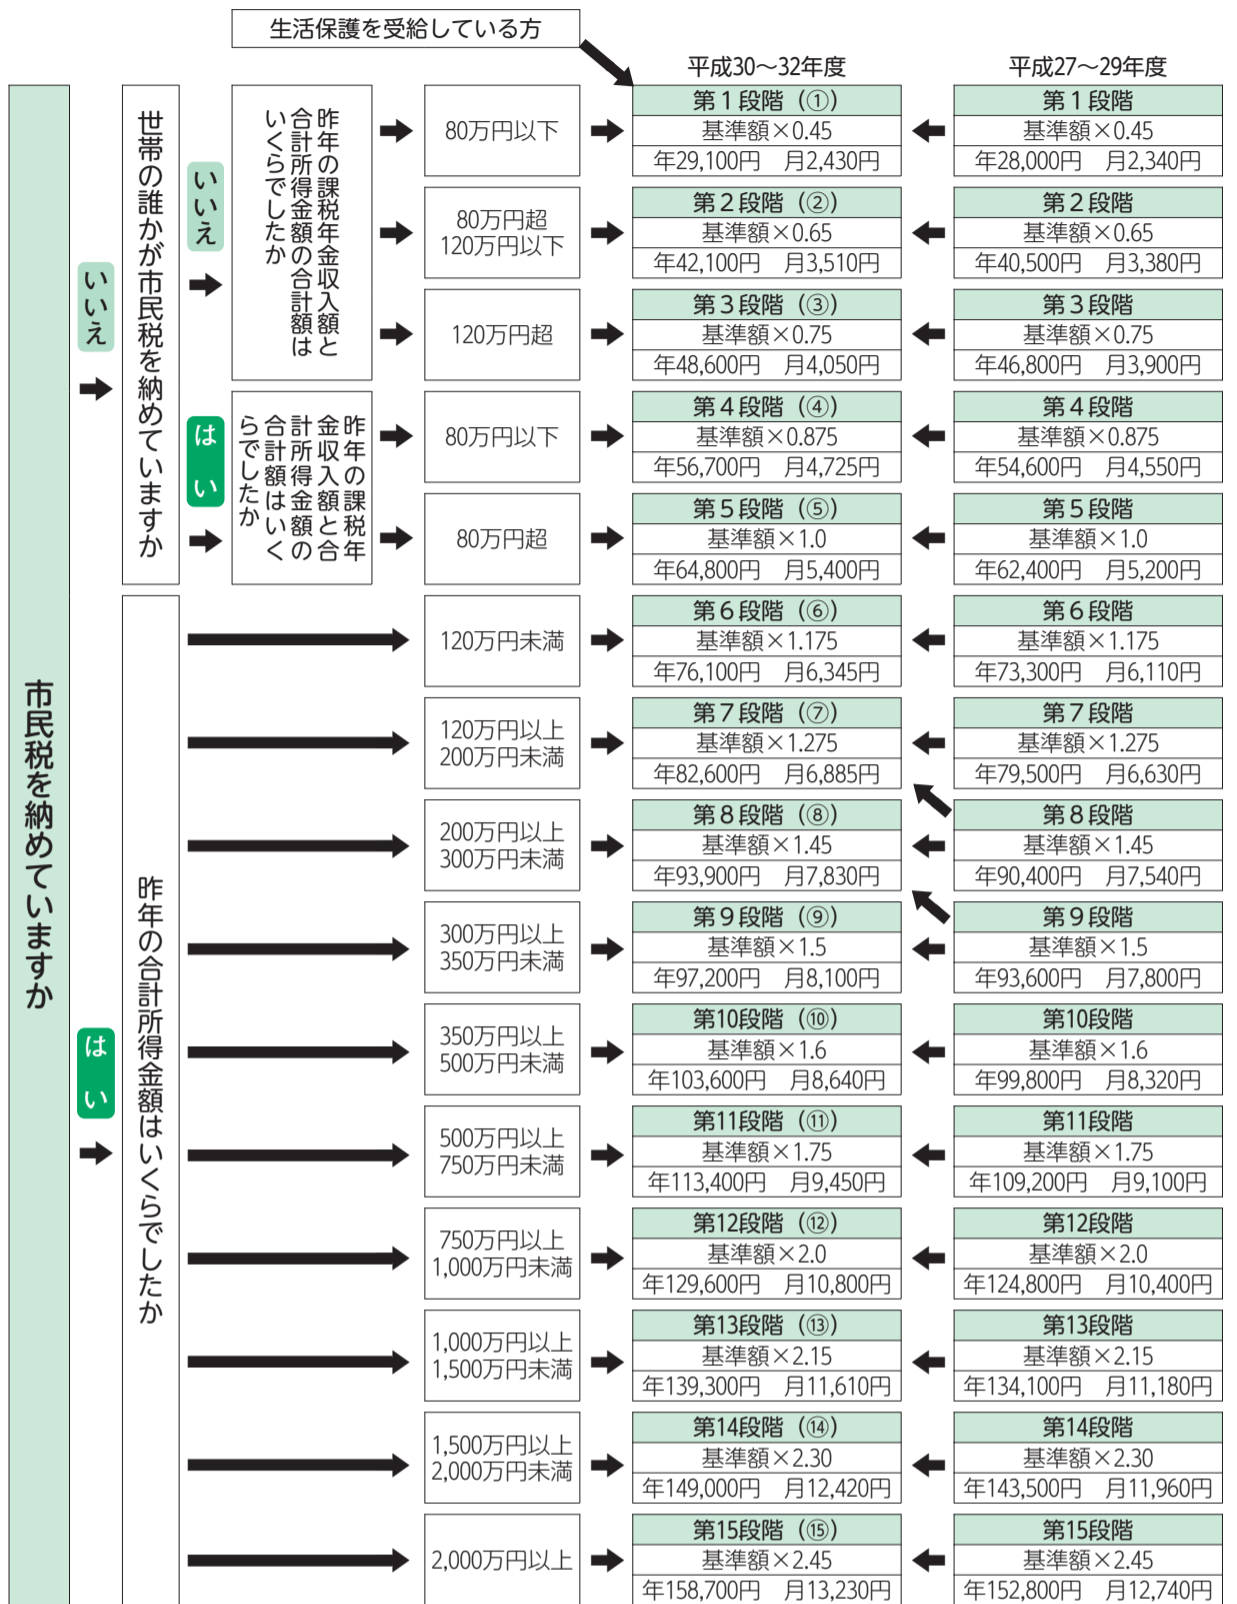 生活保護を受給している方
平成30～32年度
平成27～29年度
市民税を納めていますか
いいえ
はい
世帯の誰かが市民税を納めていますか
いいえ
はい
昨年の課税年金収入額と
合計所得金額の合計額は
いくらでしたか
80万円以下
第1段階（①）
基準額×0.45
年29,100円　月2,430円
第1段階
基準額×0.45
年28,000円　月2,340円
80万円超
120万円以下
第2段階（②）
基準額×0.65
年42,100円　月3,510円
第2段階
基準額×0.65
年40,500円　月3,380円
120万円超
第3段階（③）
基準額×0.75
年48,600円　月4,050円
第3段階
基準額×0.75
年46,800円　月3,900円
昨年の課税年
金収入額と合
計所得金額の
合計額はいく
らでしたか
80万円以下
第4段階（④）
基準額×0.875
年56,700円　月4,725円
第4段階
基準額×0.875
年54,600円　月4,550円
80万円超
第5段階（⑤）
基準額×1.0
年64,800円　月5,400円
第5段階
基準額×1.0
年62,400円　月5,200円
昨年の合計所得金額はいくらでしたか
120万円未満
第6段階（⑥）
基準額×1.175
年76,100円　月6,345円
第6段階
基準額×1.175
年73,300円　月6,110円
120万円以上
200万円未満
第7段階（⑦）
基準額×1.275
年82,600円　月6,885円
第7段階
基準額×1.275
年79,500円　月6,630円
200万円以上
300万円未満
第8段階（⑧）
基準額×1.45
年93,900円　月7,830円
第8段階
基準額×1.45
年90,400円　月7,540円
300万円以上
350万円未満
第9段階（⑨）
基準額×1.5
年97,200円　月8,100円
第9段階
基準額×1.5
年93,600円　月7,800円
350万円以上
500万円未満
第10段階（⑩）
基準額×1.6
年103,600円　月8,640円
第10段階
基準額×1.6
年99,800円　月8,320円
500万円以上
750万円未満
第11段階（⑪）
基準額×1.75
年113,400円　月9,450円
第11段階
基準額×1.75
年109,200円　月9,100円
750万円以上
1,000万円未満
第12段階（⑫）
基準額×2.0
年129,600円　月10,800円
第12段階
基準額×2.0
年124,800円　月10,400円
1,000万円以上
1,500万円未満
第13段階（⑬）
基準額×2.15
年139,300円　月11,610円
第13段階
基準額×2.15
年134,100円　月11,180円
1,500万円以上
2,000万円未満
第14段階（⑭）
基準額×2.30
年149,000円　月12,420円
第14段階
基準額×2.30
年143,500円　月11,960円
2,000万円以上
第15段階（⑮）
基準額×2.45
年158,700円　月13,230円
第15段階
基準額×2.45
年152,800円　月12,740円